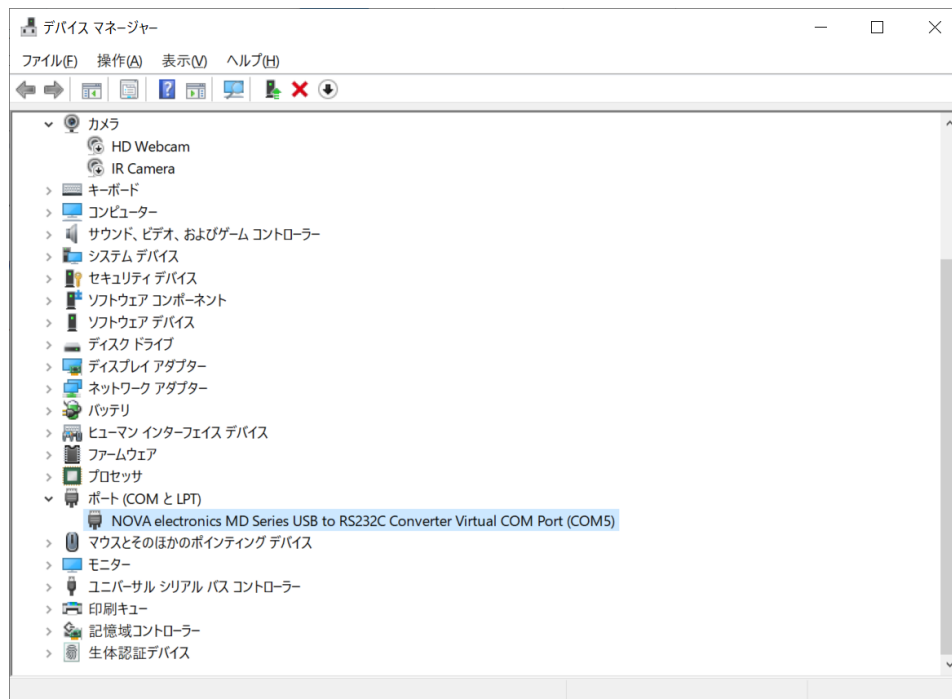 デバイス マネージャー
ファイル(F) 操作(A) 表示(V) ヘルプ(H)
カメラ
HD Webcam
IR Camera
キーボード
コンピューター
サウンド、ビデオ、およびゲーム コントローラー
システム デバイス
セキュリティ デバイス
ソフトウェア コンポーネント
ソフトウェア デバイス
ディスク ドライブ
ディスプレイ アダプター
ネットワーク アダプター
バッテリ
ヒューマン インターフェイス デバイス
ファームウェア
プロセッサ
ポート (COM と LPT)
NOVA electronics MD Series USB to RS232C Converter Virtual COM Port (COM5)
マウスとそのほかのポインティング デバイス
モニター
ユニバーサル シリアル バス コントローラー
印刷キュー
記憶域コントローラー
生体認証デバイス